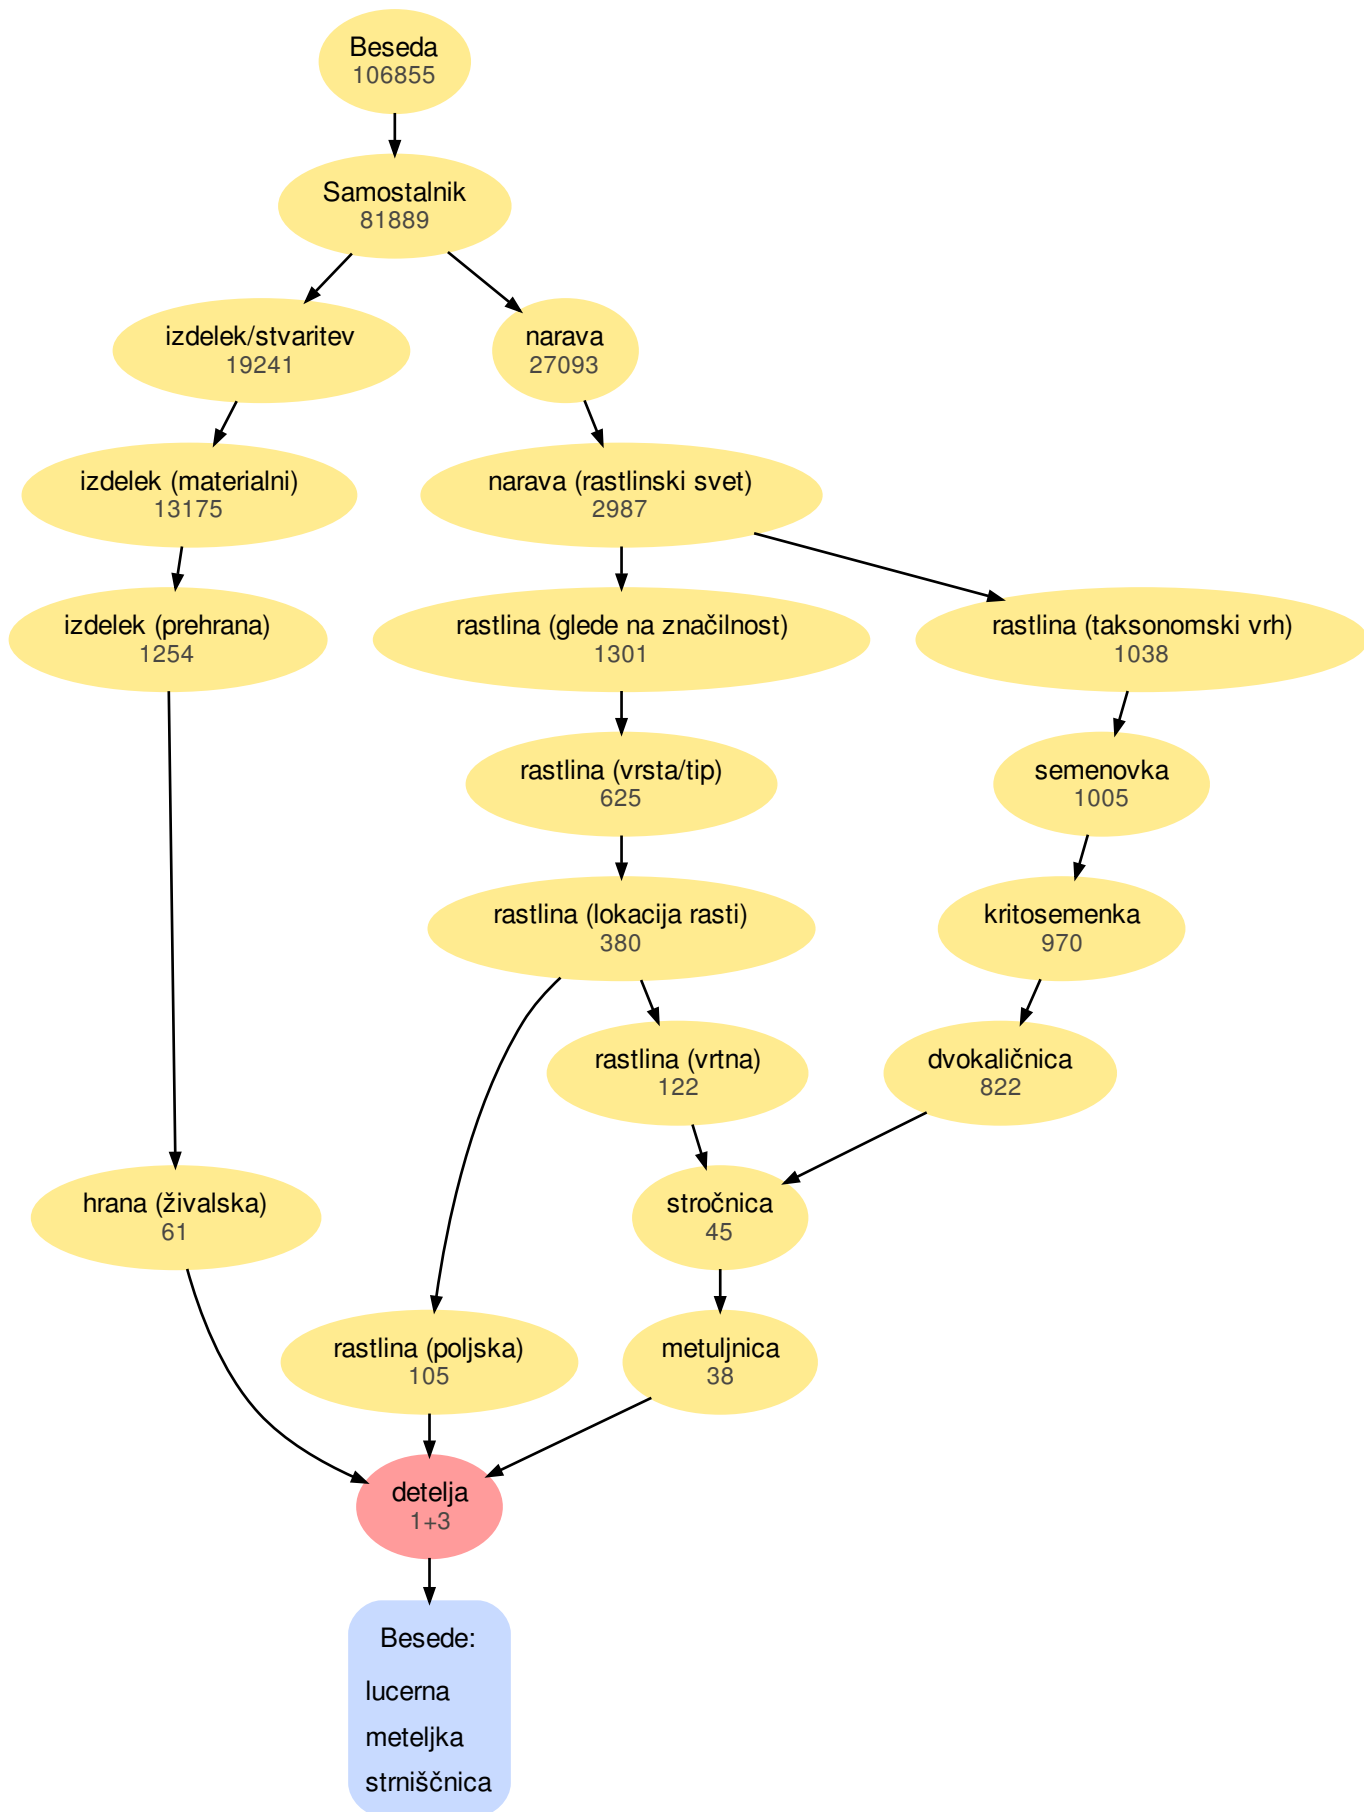 Beseda
106855
Samostalnik
81889
izdelek/stvaritev
19241
narava
27093
izdelek (materialni)
13175
narava (rastlinski svet)
2987
izdelek (prehrana)
1254
rastlina (glede na značilnost)
1301
rastlina (taksonomski vrh)
1038
rastlina (vrsta/tip)
625
semenovka
1005
rastlina (lokacija rasti)
380
kritosemenka
970
rastlina (vrtna)
122
dvokaličnica
822
hrana (živalska)
61
stročnica
45
rastlina (poljska)
105
metuljnica
38
detelja
1+3
Besede:
lucerna
meteljka
strniščnica